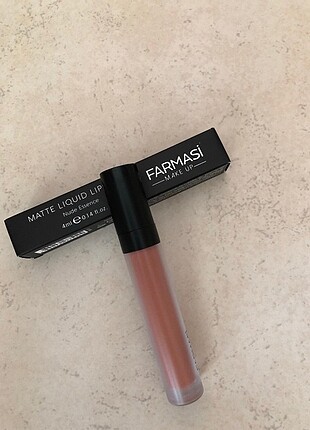 MATTE LIQUID LIP
Nude Essence
4ml e 0.14 fl.oz.
FARMASi
MAKE UP